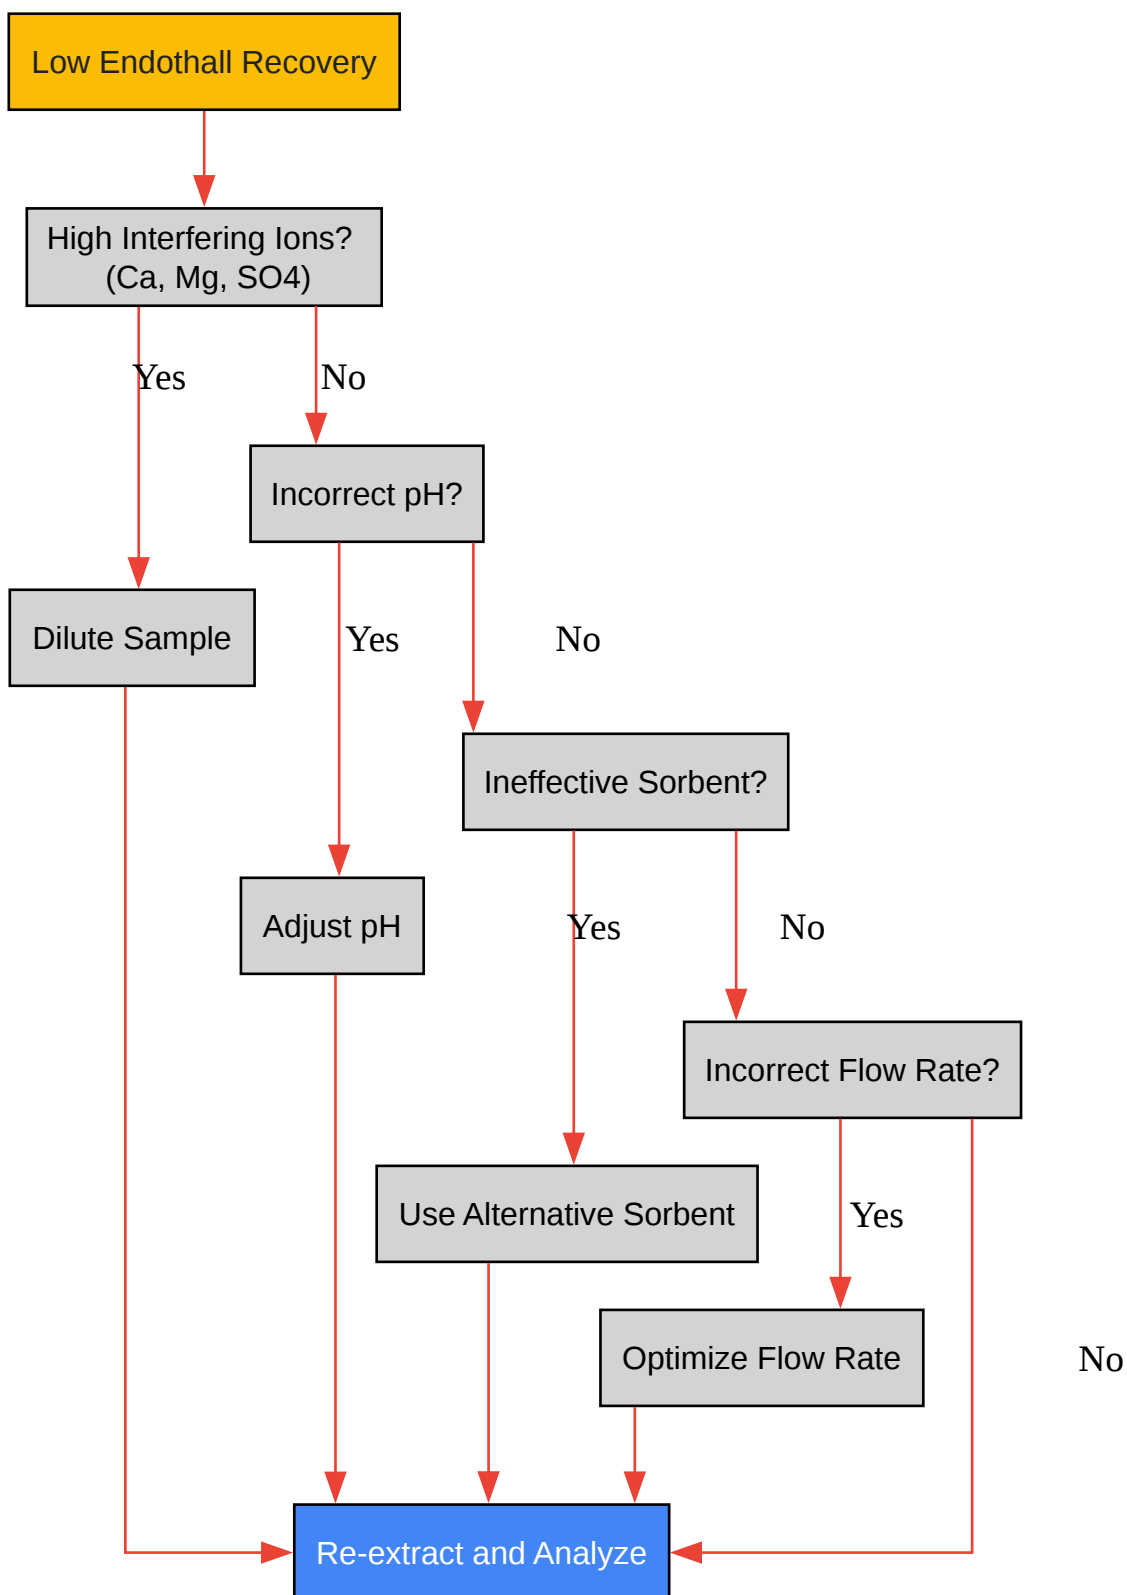 Low Endothall Recovery
High Interfering Ions?
(Ca, Mg, SO4)
Yes
No
Incorrect pH?
Dilute Sample
Yes
No
Ineffective Sorbent?
Adjust pH
Yes
No
Incorrect Flow Rate?
Use Alternative Sorbent
Yes
Optimize Flow Rate
No
Re-extract and Analyze